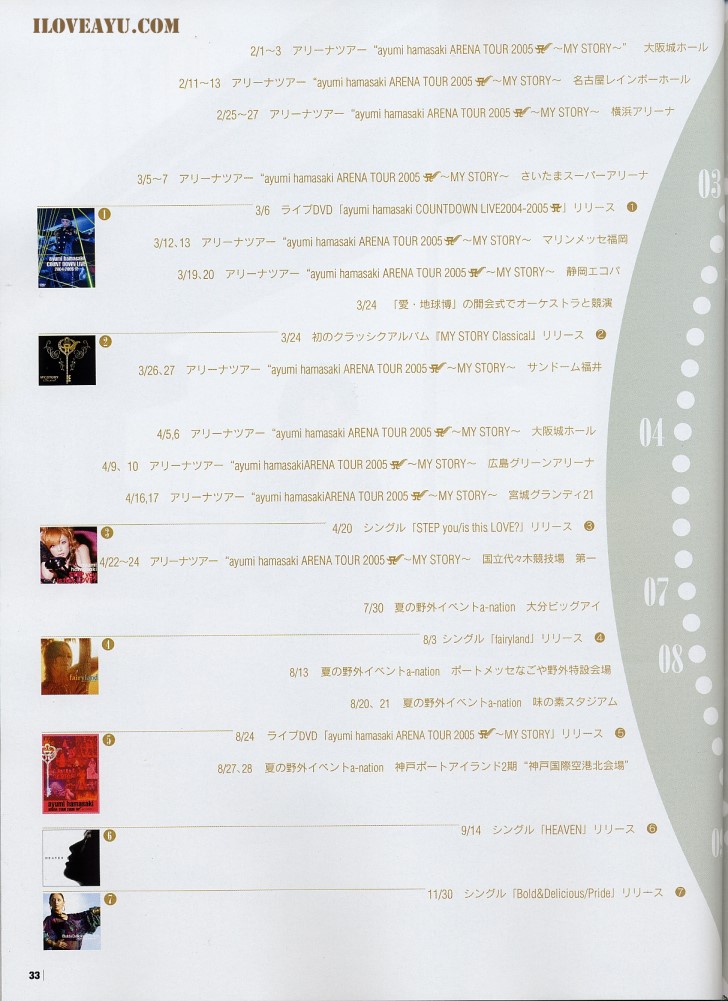 ILOVEAYU.COM
2/1〜3 アリーナツアー “ayumi hamasaki ARENA TOUR 2005 A 〜MY STORY〜” 大阪城ホール
2/11〜13 アリーナツアー “ayumi hamasaki ARENA TOUR 2005 A 〜MY STORY〜 名古屋レインボーホール
2/25〜27 アリーナツアー “ayumi hamasaki ARENA TOUR 2005 A 〜MY STORY〜 横浜アリーナ
03
3/5〜7 アリーナツアー “ayumi hamasaki ARENA TOUR 2005 A 〜MY STORY〜 さいたまスーパーアリーナ
1
3/6 ライブDVD「ayumi hamasaki COUNTDOWN LIVE2004-2005 A」リリース ❶
ayumi hamasaki
COUNTDOWN LIVE
2004-2005 A
3/12、13 アリーナツアー “ayumi hamasaki ARENA TOUR 2005 A 〜MY STORY〜 マリンメッセ福岡
3/19、20 アリーナツアー “ayumi hamasaki ARENA TOUR 2005 A 〜MY STORY〜 静岡エコパ
3/24 「愛・地球博」の開会式でオーケストラと競演
2
3/24 初のクラッシックアルバム『MY STORY Classical』リリース ❷
MY STORY
3/26、27 アリーナツアー “ayumi hamasaki ARENA TOUR 2005 A 〜MY STORY〜 サンドーム福井
04
4/5,6 アリーナツアー “ayumi hamasaki ARENA TOUR 2005 A 〜MY STORY〜 大阪城ホール
4/9、10 アリーナツアー “ayumi hamasakiARENA TOUR 2005 A 〜MY STORY〜 広島グリーンアリーナ
4/16,17 アリーナツアー “ayumi hamasakiARENA TOUR 2005 A 〜MY STORY〜 宮城グランディ21
3
4/20 シングル「STEP you/is this LOVE?」リリース ❸
4/22〜24 アリーナツアー “ayumi hamasaki ARENA TOUR 2005 A 〜MY STORY〜 国立代々木競技場 第一
07
7/30 夏の野外イベントa-nation 大分ビッグアイ
4
8/3 シングル「fairyland」リリース ❹
fairyland
08
8/13 夏の野外イベントa-nation ポートメッセなごや野外特設会場
8/20、21 夏の野外イベントa-nation 味の素スタジアム
5
8/24 ライブDVD「ayumi hamasaki ARENA TOUR 2005 A 〜MY STORY」リリース ❺
ayumi hamasaki
8/27、28 夏の野外イベントa-nation 神戸ポートアイランド2期 “神戸国際空港北会場”
6
9/14 シングル「HEAVEN」リリース ❻
HEAVEN
7
11/30 シングル「Bold&Delicious/Pride」リリース ❼
33